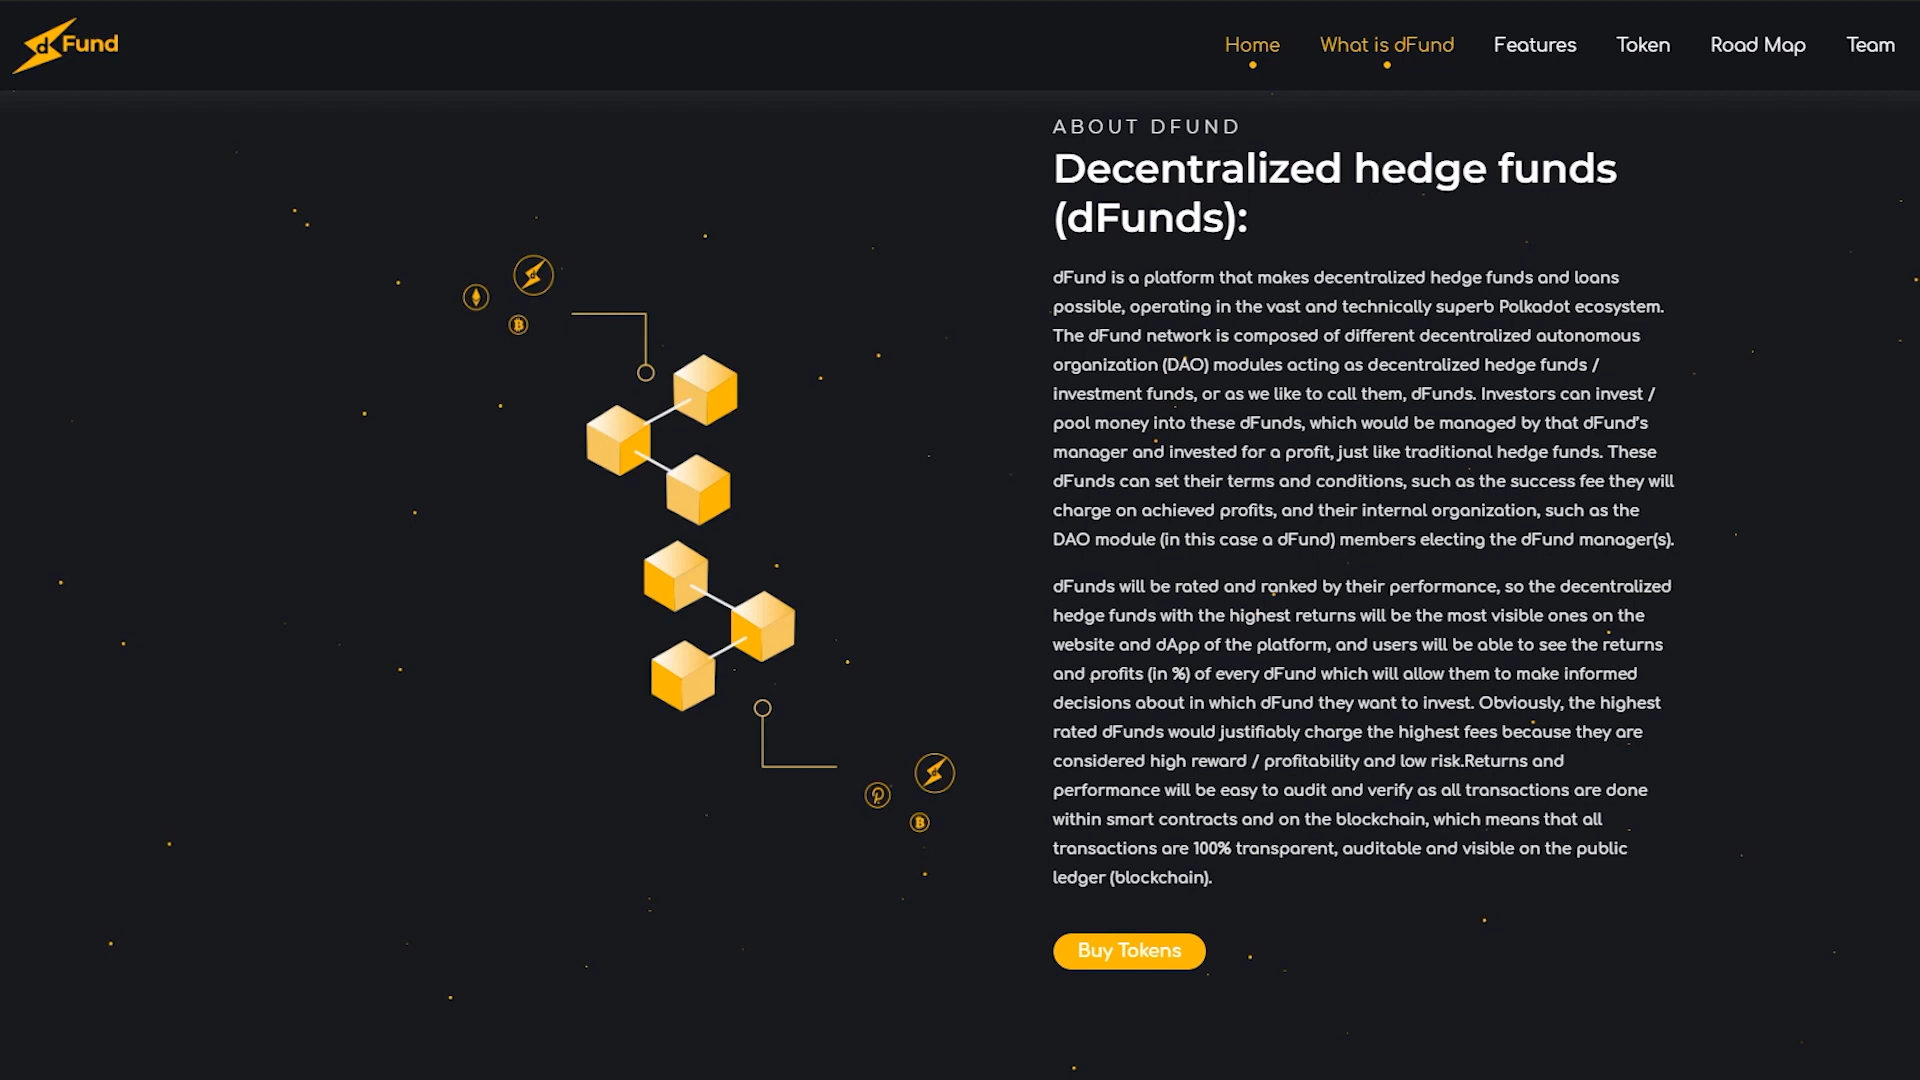 dFund
Home What is dFund Features Token Road Map Team
ABOUT DFUND
Decentralized hedge funds
(dFunds):
dFund is a platform that makes decentralized hedge funds and loans
possible, operating in the vast and technically superb Polkadot ecosystem.
The dFund network is composed of different decentralized autonomous
organization (DAO) modules acting as decentralized hedge funds /
investment funds, or as we like to call them, dFunds. Investors can invest /
pool money into these dFunds, which would be managed by that dFund's
manager and invested for a profit, just like traditional hedge funds. These
dFunds can set their terms and conditions, such as the success fee they will
charge on achieved profits, and their internal organization, such as the
DAO module (in this case a dFund) members electing the dFund manager(s).
dFunds will be rated and ranked by their performance, so the decentralized
hedge funds with the highest returns will be the most visible ones on the
website and dApp of the platform, and users will be able to see the returns
and profits (in %) of every dFund which will allow them to make informed
decisions about in which dFund they want to invest. Obviously, the highest
rated dFunds would justifiably charge the highest fees because they are
considered high reward / profitability and low risk.Returns and
performance will be easy to audit and verify as all transactions are done
within smart contracts and on the blockchain, which means that all
transactions are 100% transparent, auditable and visible on the public
ledger (blockchain).
Buy Tokens